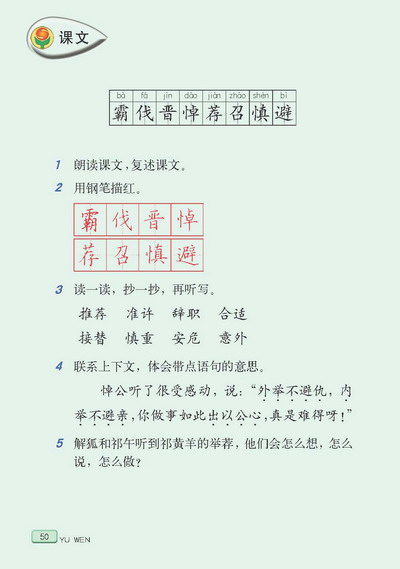 课文
bà fá jìn dào jiàn zhào shèn bì
霸伐晋悼荐召慎避
1 朗读课文，复述课文。
2 用钢笔描红。
霸伐晋悼
荐召慎避
3 读一读，抄一抄，再听写。
推荐 准许 辞职 合适
接替 慎重 安危 意外
4 联系上下文，体会带点语句的意思。
悼公听了很受感动，说：“外举不避仇，内
举不避亲，你做事如此出以公心，真是难得呀！”
5 解狐和祁午听到祁黄羊的举荐，他们会怎么想，怎么
说，怎么做？
50 YU WEN